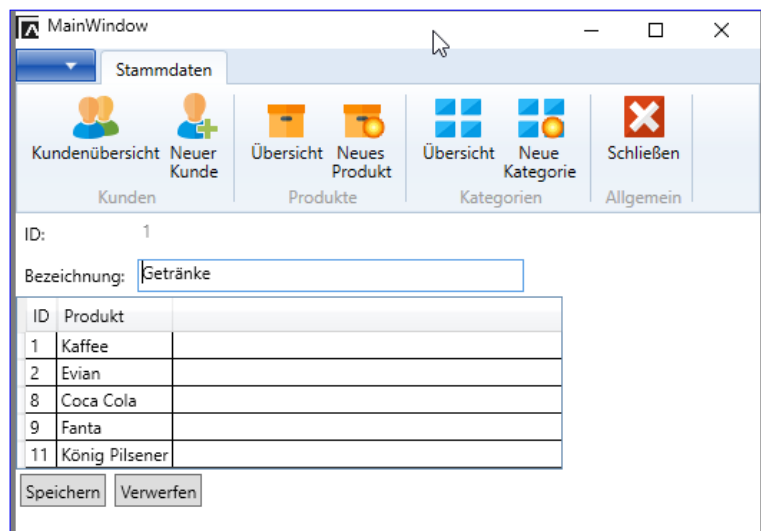 MainWindow
Stammdaten
Kundenübersicht Neuer Kunde Übersicht Neues Produkt Übersicht Neue Kategorie Schließen
Kunden Produkte Kategorien Allgemein
ID: 1
Bezeichnung: Getränke
ID Produkt
1 Kaffee
2 Evian
8 Coca Cola
9 Fanta
11 König Pilsener
Speichern Verwerfen